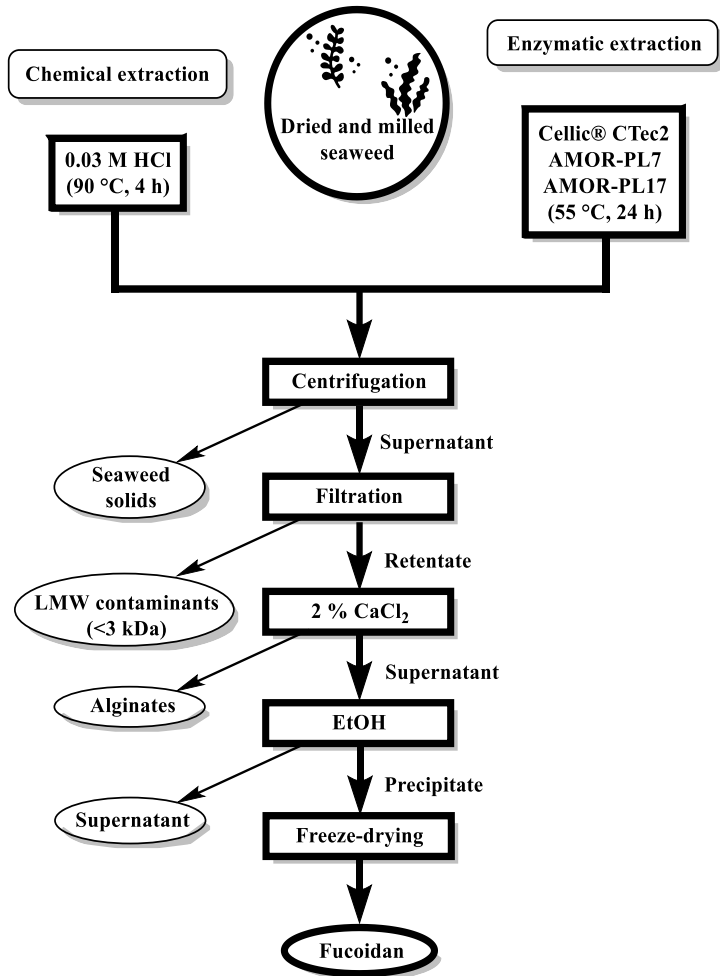 Chemical extraction
Enzymatic extraction
Dried and milled
seaweed
0.03 M HCl
(90 °C, 4 h)
Cellic® CTec2
AMOR-PL7
AMOR-PL17
(55 °C, 24 h)
Centrifugation
Supernatant
Seaweed
solids
Filtration
Retentate
LMW contaminants
(<3 kDa)
2 % CaCl₂
Supernatant
Alginates
EtOH
Precipitate
Supernatant
Freeze-drying
Fucoidan